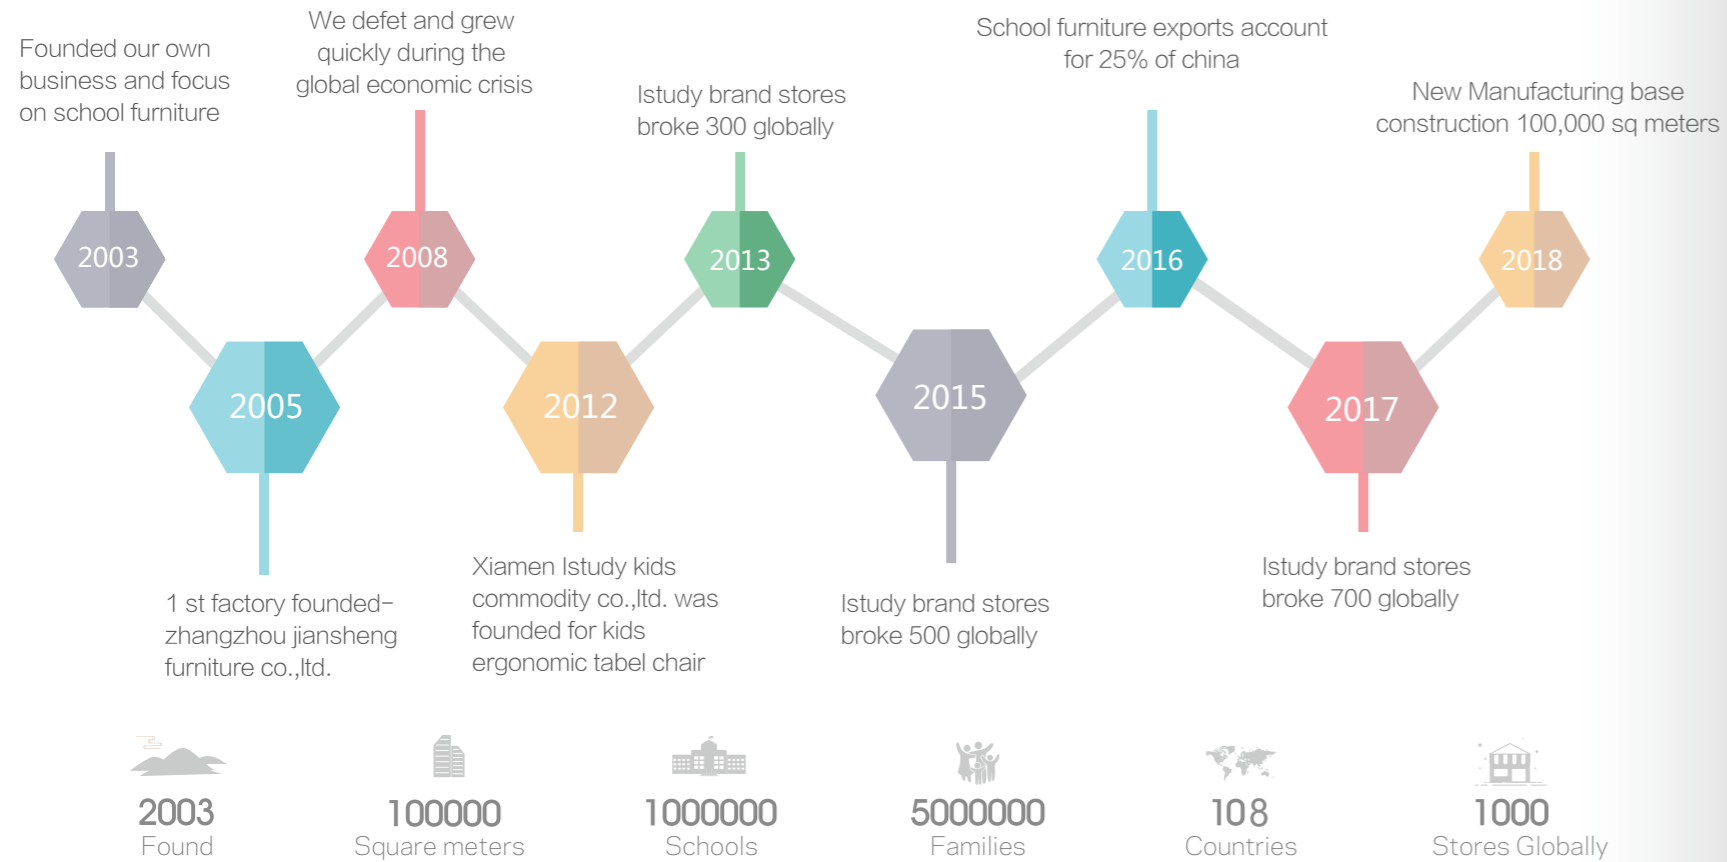 Founded our own
business and focus
on school furniture
2003
1 st factory founded-
zhangzhou jiansheng
furniture co.,ltd.
2005
We defet and grew
quickly during the
global economic crisis
2008
Xiamen Istudy kids
commodity co.,ltd. was
founded for kids
ergonomic tabel chair
2012
Istudy brand stores
broke 300 globally
2013
Istudy brand stores
broke 500 globally
2015
School furniture exports account
for 25% of china
2016
Istudy brand stores
broke 700 globally
2017
New Manufacturing base
construction 100,000 sq meters
2018
2003
Found
100000
Square meters
1000000
Schools
5000000
Families
108
Countries
1000
Stores Globally